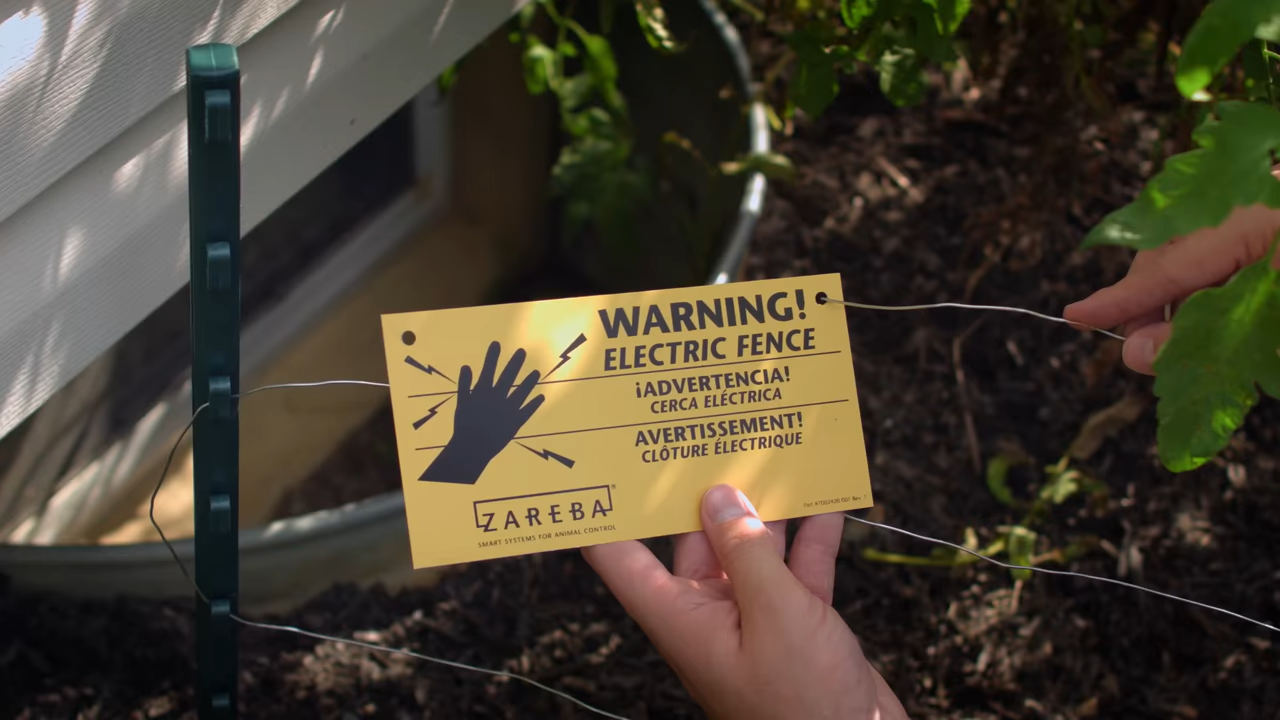 WARNING!
ELECTRIC FENCE
¡ADVERTENCIA!
CERCA ELÉCTRICA
AVERTISSEMENT!
CLÔTURE ÉLECTRIQUE
ZAREBA®
SMART SYSTEMS FOR ANIMAL CONTROL